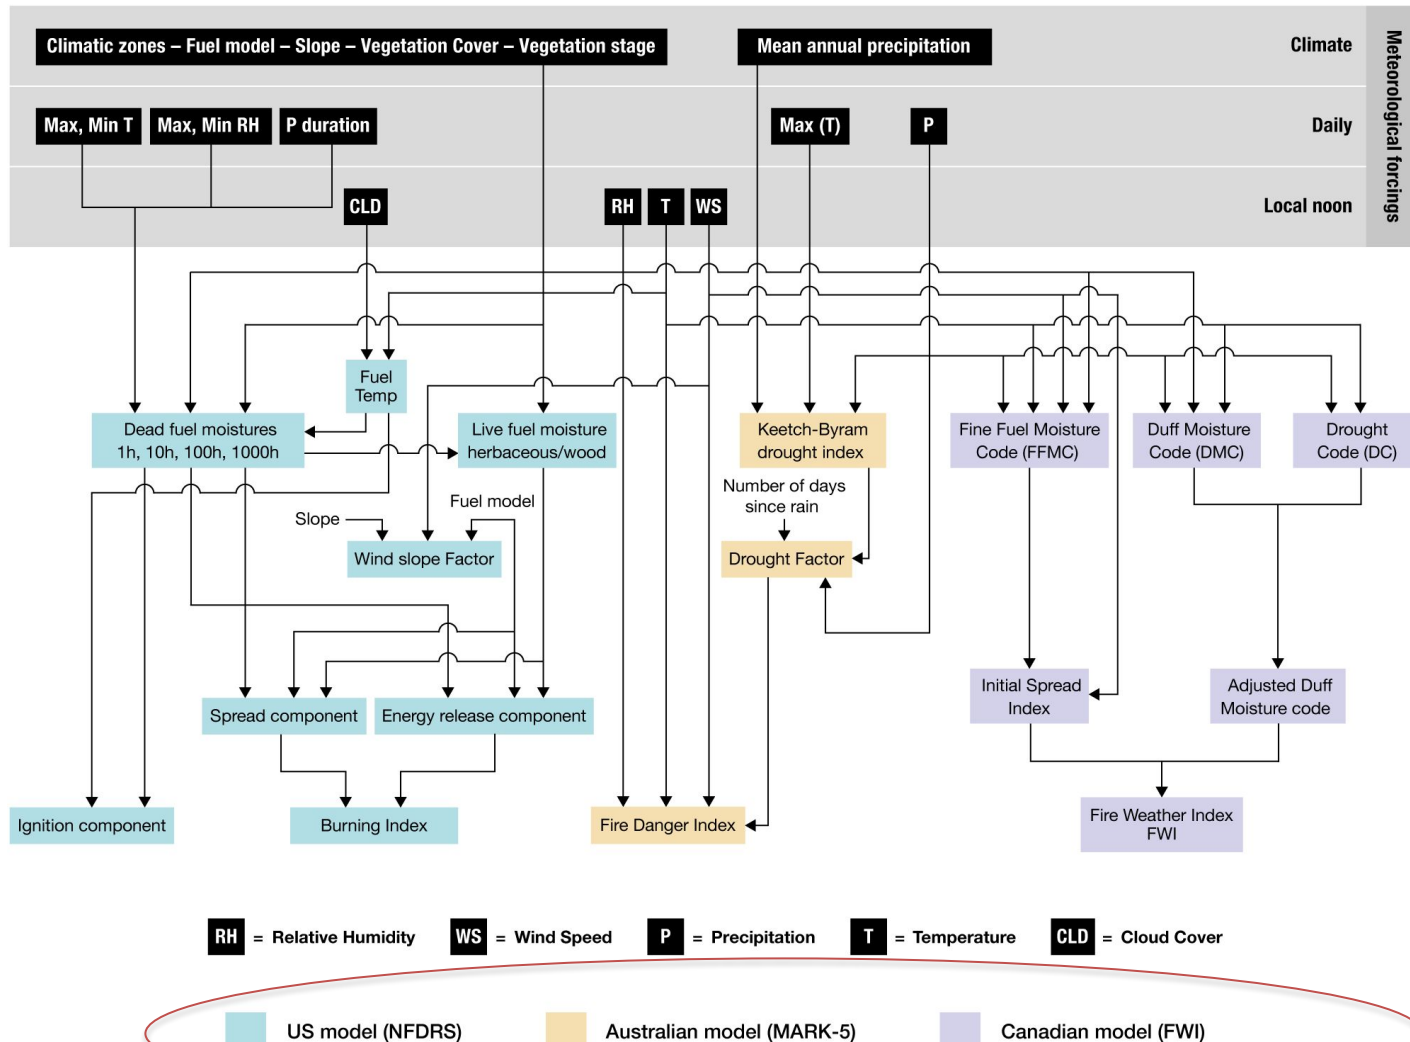 Climatic zones – Fuel model – Slope – Vegetation Cover – Vegetation stage
Mean annual precipitation
Climate
Meteorological forcings
Max, Min T
Max, Min RH
P duration
Max (T)
P
Daily
CLD
RH
T
WS
Local noon
Fuel
Temp
Dead fuel moistures
1h, 10h, 100h, 1000h
Live fuel moisture
herbaceous/wood
Keetch-Byram
drought index
Fine Fuel Moisture
Code (FFMC)
Duff Moisture
Code (DMC)
Drought
Code (DC)
Number of days
since rain
Fuel model
Slope
Wind slope Factor
Drought Factor
Initial Spread
Index
Adjusted Duff
Moisture code
Spread component
Energy release component
Ignition component
Burning Index
Fire Danger Index
Fire Weather Index
FWI
RH = Relative Humidity
WS = Wind Speed
P = Precipitation
T = Temperature
CLD = Cloud Cover
US model (NFDRS)
Australian model (MARK-5)
Canadian model (FWI)